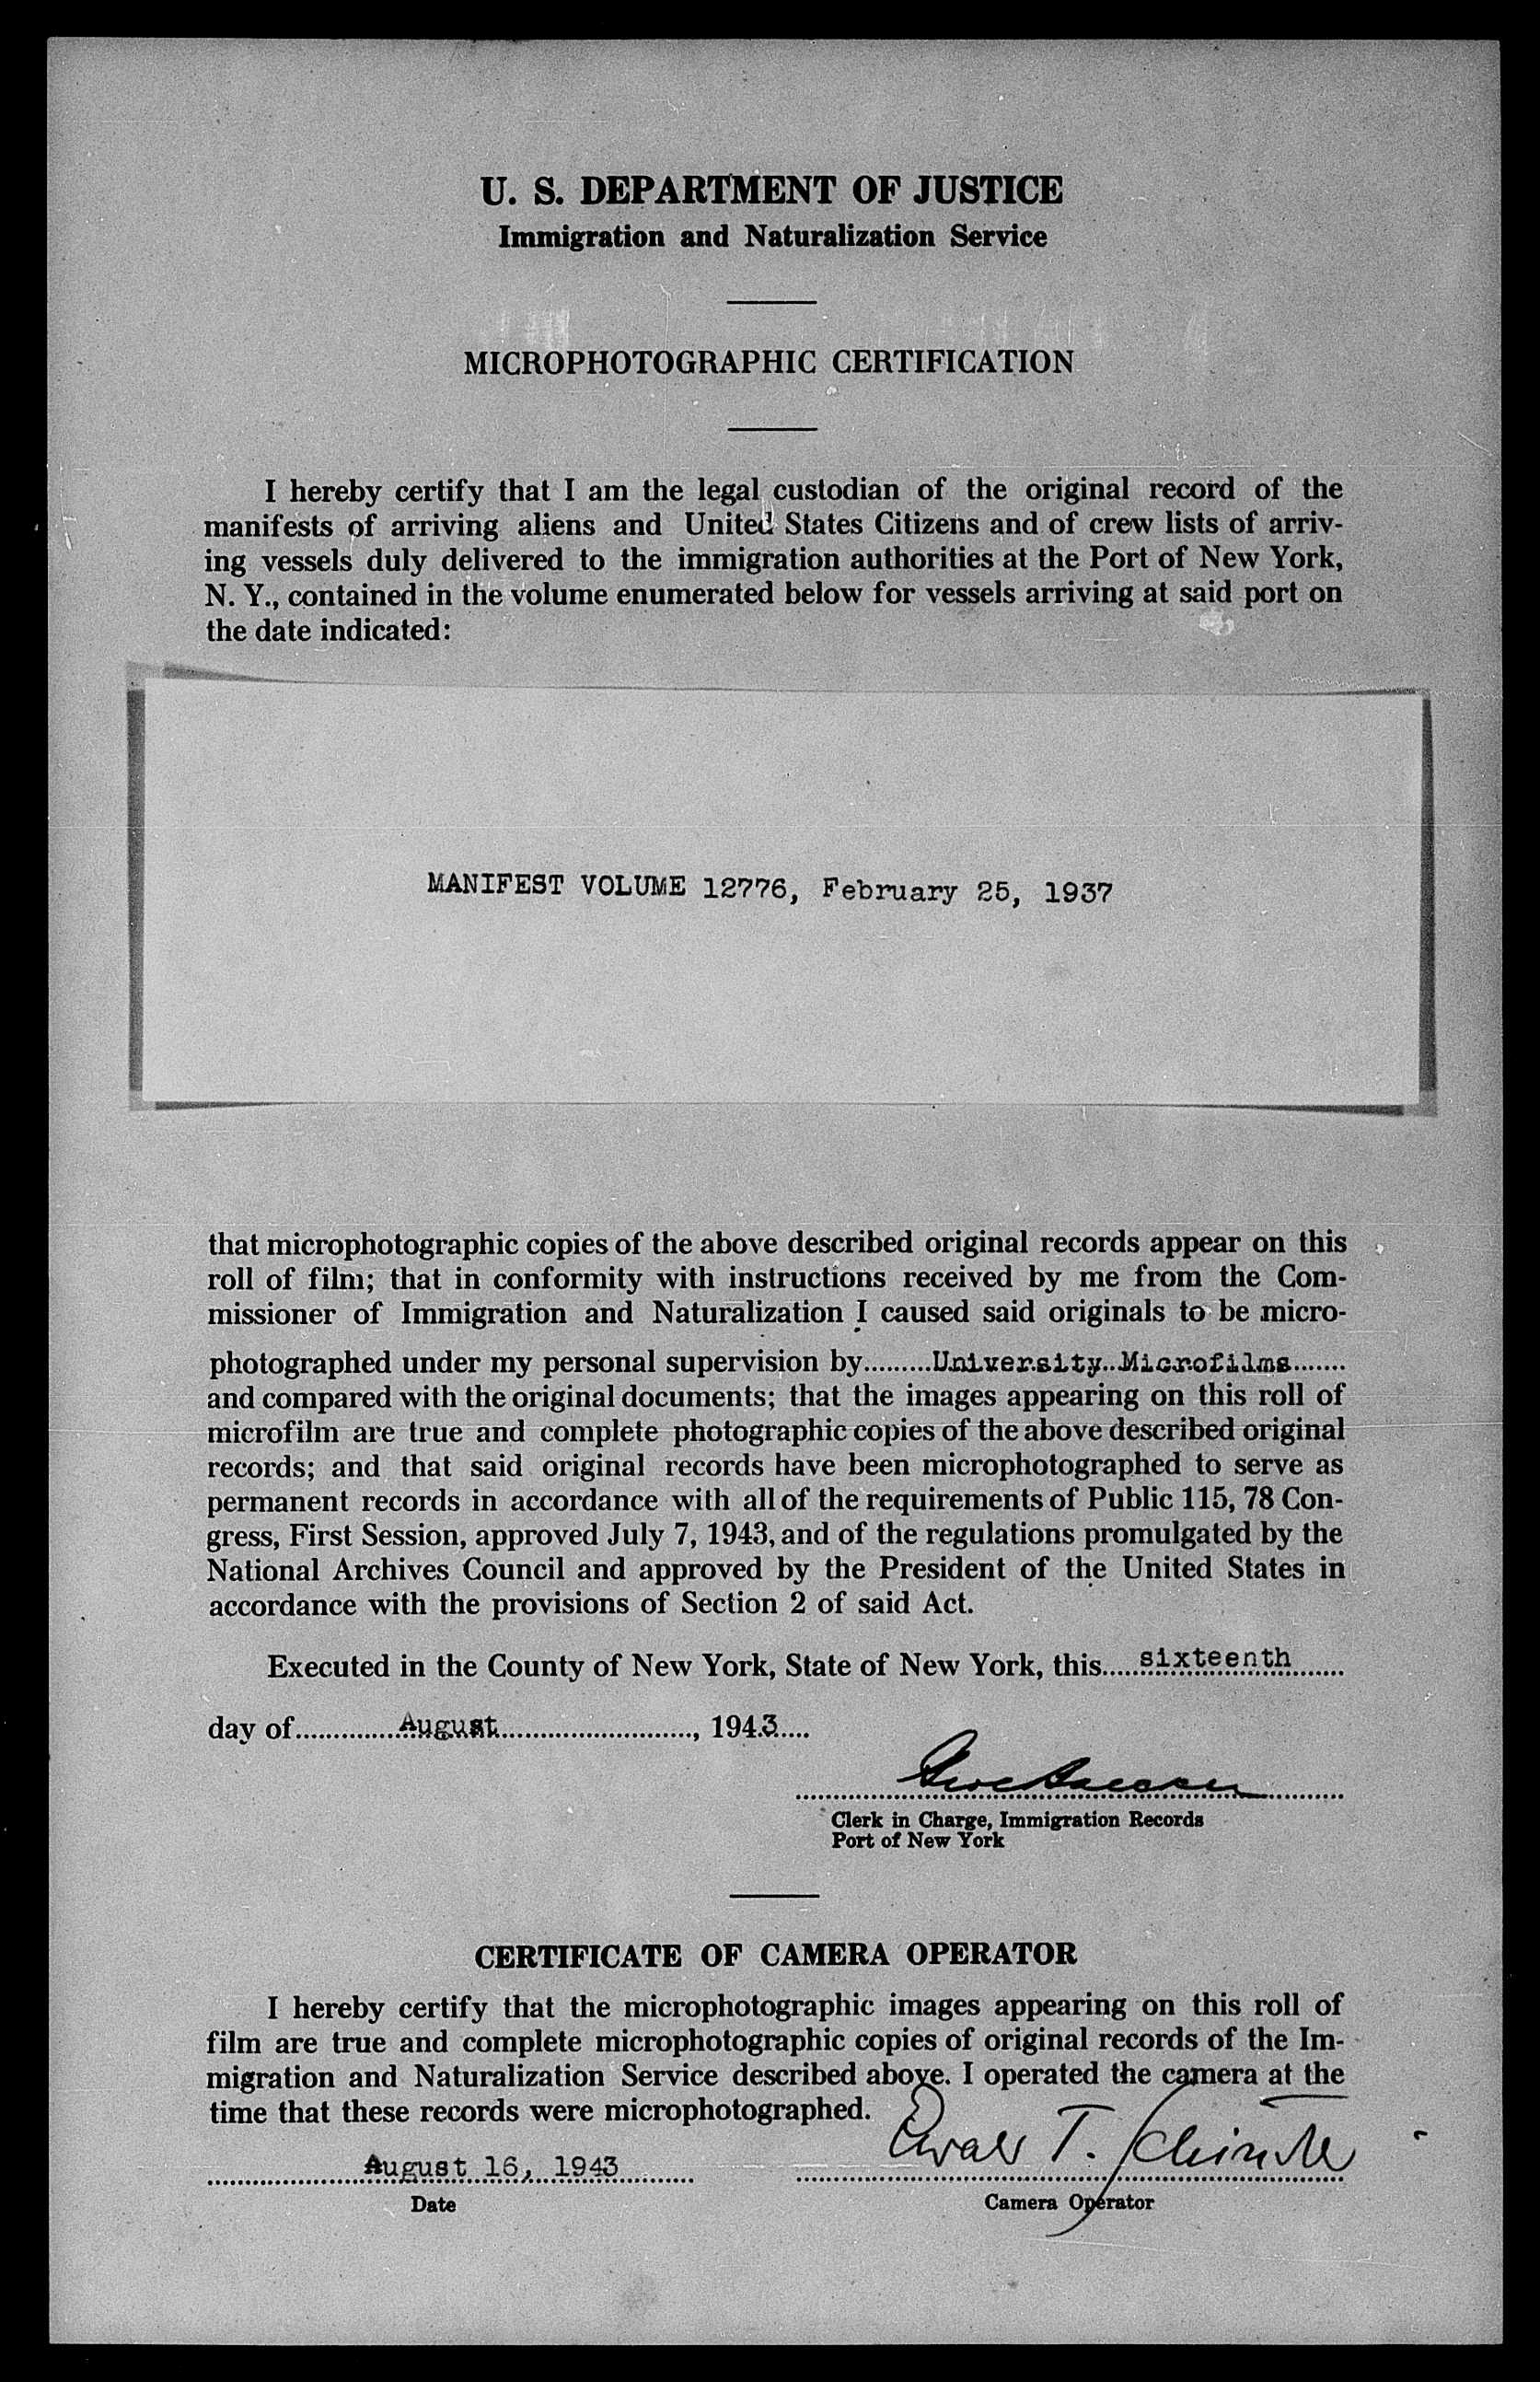 U. S. DEPARTMENT OF JUSTICE
Immigration and Naturalization Service
MICROPHOTOGRAPHIC CERTIFICATION
I hereby certify that I am the legal custodian of the original record of the
manifests of arriving aliens and United States Citizens and of crew lists of arriv-
ing vessels duly delivered to the immigration authorities at the Port of New York,
N. Y., contained in the volume enumerated below for vessels arriving at said port on
the date indicated:
MANIFEST VOLUME 12776, February 25, 1937
that microphotographic copies of the above described original records appear on this
roll of film; that in conformity with instructions received by me from the Com-
missioner of Immigration and Naturalization I caused said originals to be micro-
photographed under my personal supervision by.........University Microfilms.......
and compared with the original documents; that the images appearing on this roll of
microfilm are true and complete photographic copies of the above described original
records; and that said original records have been microphotographed to serve as
permanent records in accordance with all of the requirements of Public 115, 78 Con-
gress, First Session, approved July 7, 1943, and of the regulations promulgated by the
National Archives Council and approved by the President of the United States in
accordance with the provisions of Section 2 of said Act.
Executed in the County of New York, State of New York, this.....sixteenth.......
day of.............August........................., 1943.....
Clerk in Charge, Immigration Records
Port of New York
CERTIFICATE OF CAMERA OPERATOR
I hereby certify that the microphotographic images appearing on this roll of
film are true and complete microphotographic copies of original records of the Im-
migration and Naturalization Service described above. I operated the camera at the
time that these records were microphotographed.
August 16, 1943
T.
Date
Camera Operator